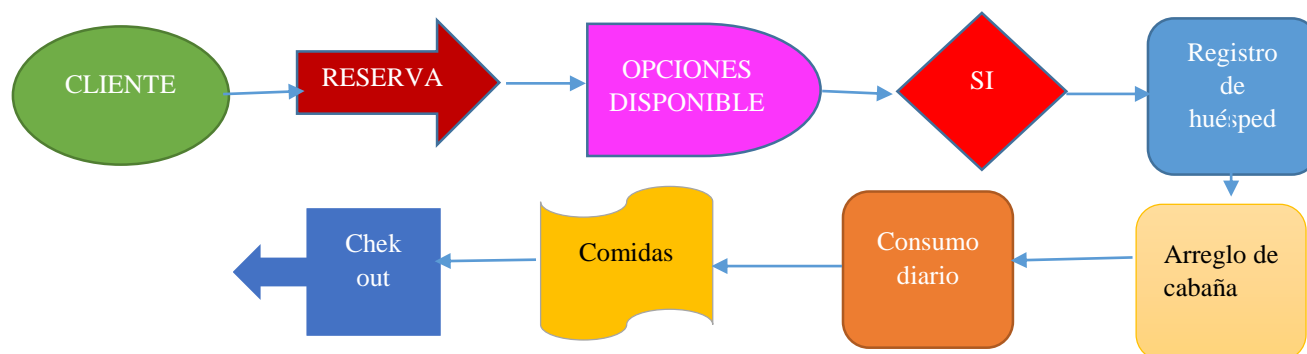 CLIENTE
RESERVA
OPCIONES
DISPONIBLE
SI
Registro
de
huésped
Arreglo de
cabaña
Consumo
diario
Comidas
Chek
out